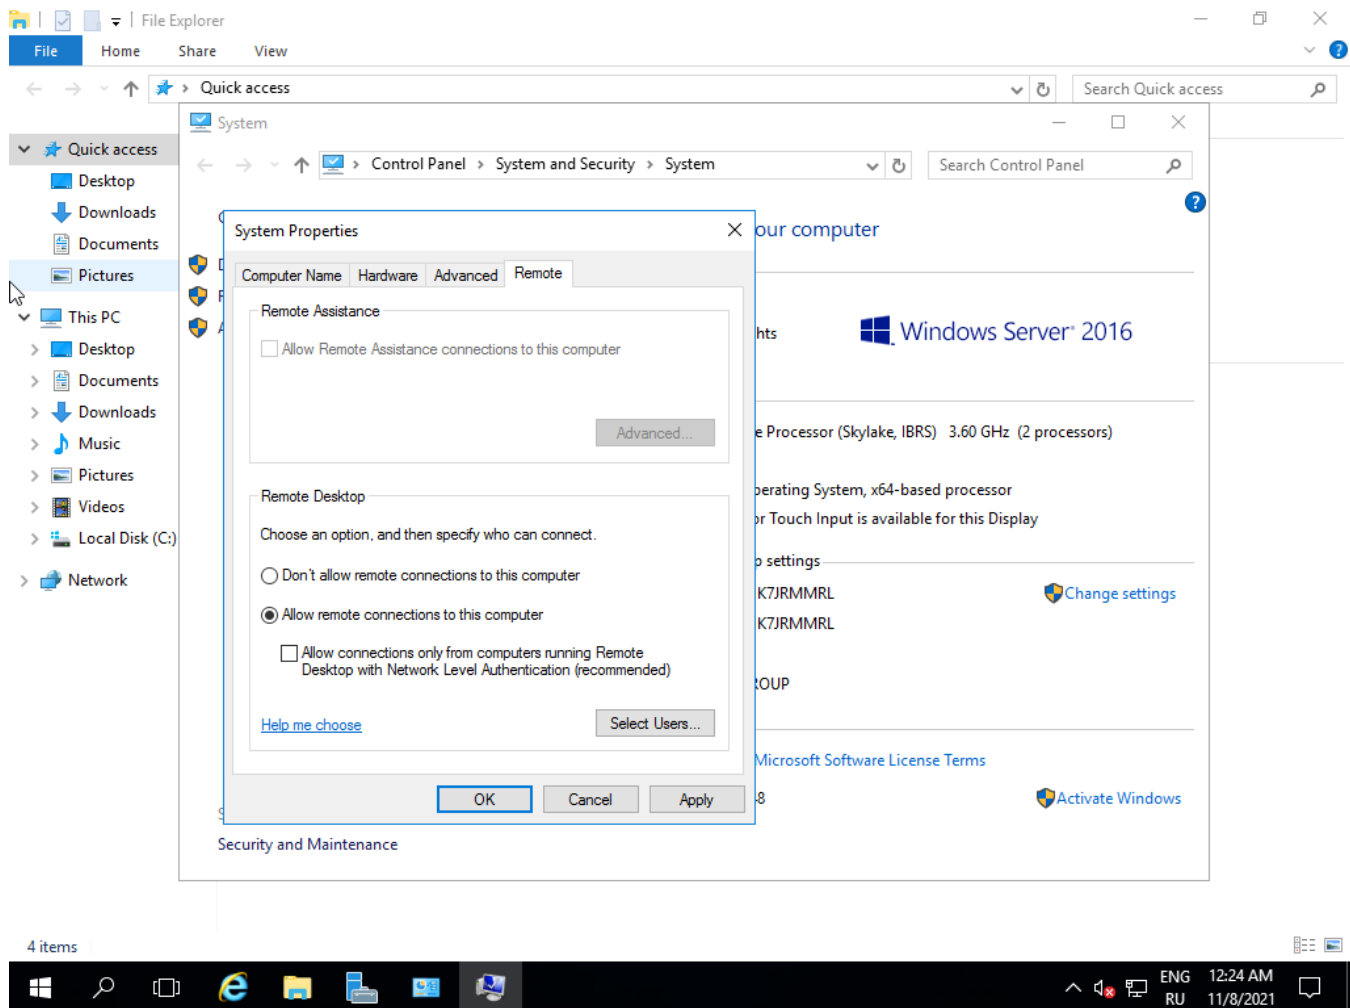 File Explorer
File Home Share View
Quick access
Search Quick access
System
Quick access
Control Panel System and Security System
Search Control Panel
Desktop
Downloads
Documents
Pictures
This PC
Desktop
Documents
Downloads
Music
Pictures
Videos
Local Disk (C:)
Network
our computer
System Properties
Computer Name Hardware Advanced Remote
Remote Assistance
Allow Remote Assistance connections to this computer
Advanced...
Remote Desktop
Choose an option, and then specify who can connect.
Don't allow remote connections to this computer
Allow remote connections to this computer
Allow connections only from computers running Remote
Desktop with Network Level Authentication (recommended)
Help me choose
Select Users...
OK Cancel Apply
hts
Windows Server 2016
e Processor (Skylake, IBRS) 3.60 GHz (2 processors)
perating System, x64-based processor
or Touch Input is available for this Display
p settings
K7JRMMRL
Change settings
K7JRMMRL
OUP
Microsoft Software License Terms
8
Activate Windows
Security and Maintenance
4 items
ENG
RU
12:24 AM
11/8/2021